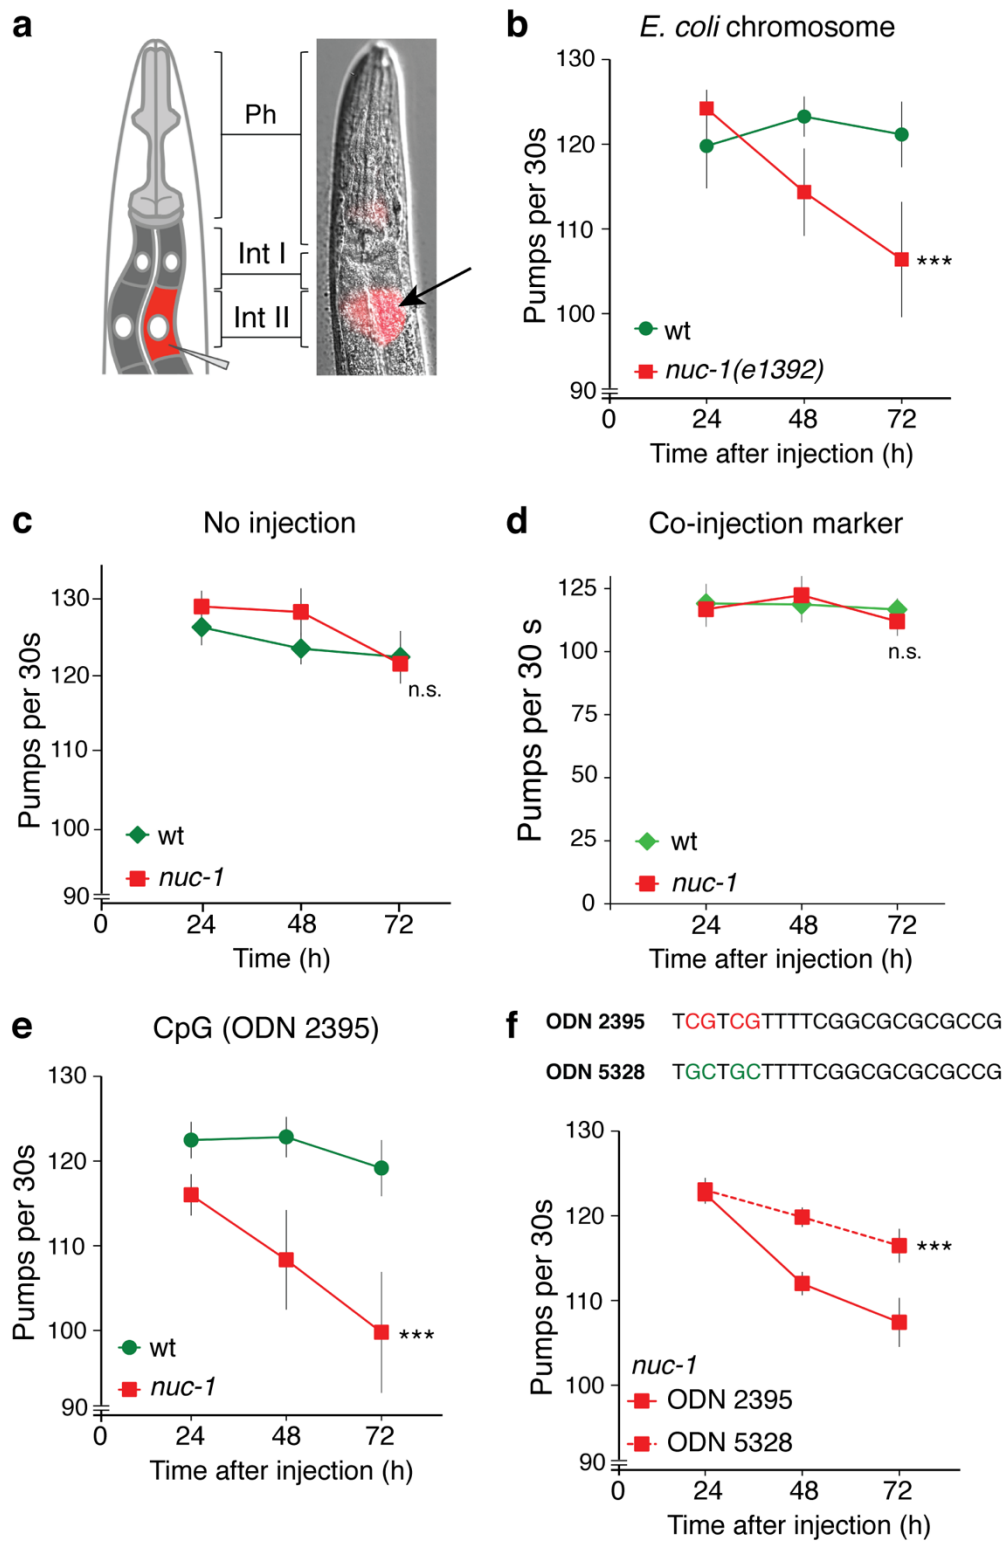 a
Ph
Int I
Int II
b
E. coli chromosome
Pumps per 30s
130
120
110
100
90
0
24
48
72
***
wt
nuc-1(e1392)
Time after injection (h)
c
No injection
Pumps per 30s
130
120
110
100
90
0
24
48
72
n.s.
wt
nuc-1
Time (h)
d
Co-injection marker
Pumps per 30 s
125
100
75
50
25
0
24
48
72
n.s.
wt
nuc-1
Time after injection (h)
e
CpG (ODN 2395)
Pumps per 30s
130
120
110
100
90
0
24
48
72
***
wt
nuc-1
Time after injection (h)
f
ODN 2395 TCGTCGTTTTCGGCGCGCGCCG
ODN 5328 TGCTGCTTTTCGGCGCGCGCCG
Pumps per 30s
130
120
110
100
90
0
24
48
72
***
nuc-1
ODN 2395
ODN 5328
Time after injection (h)